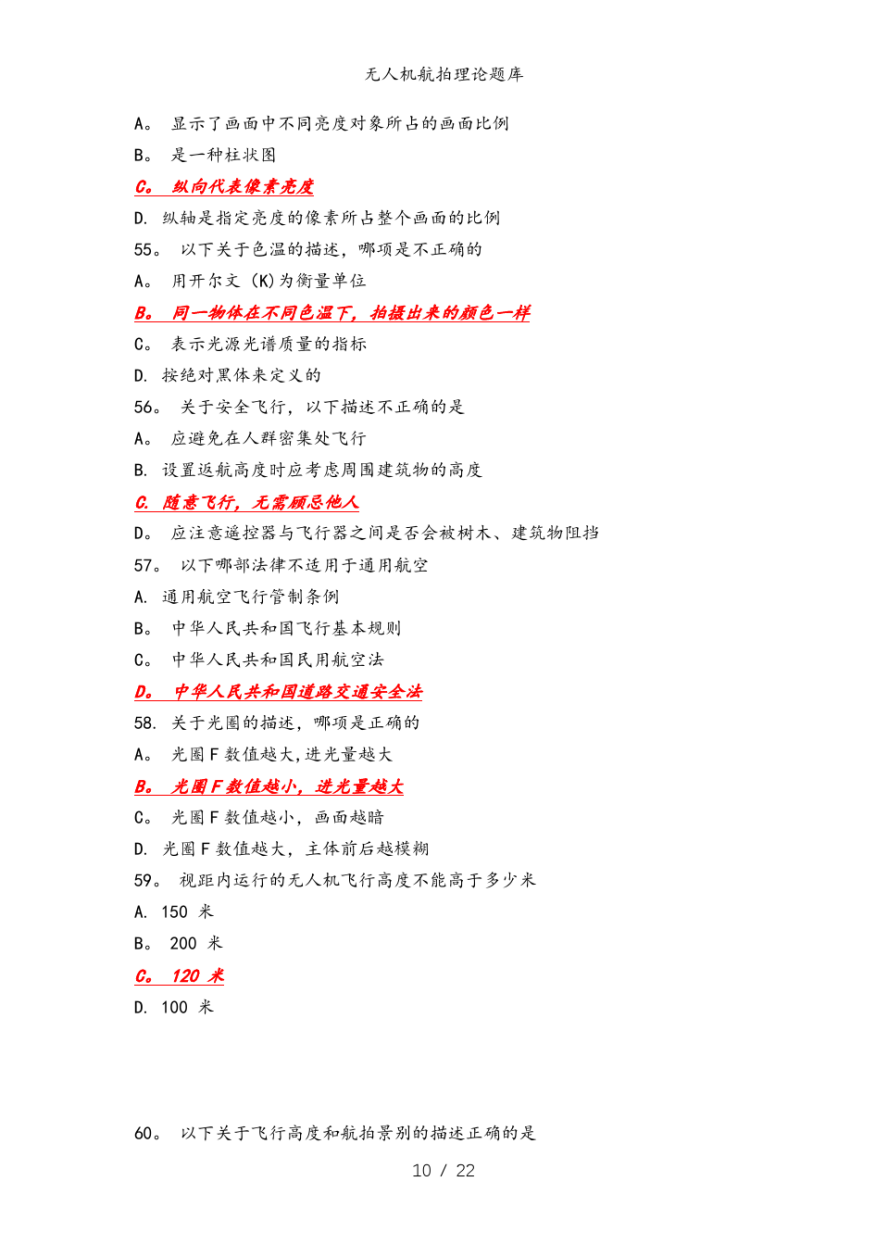 无人机航拍理论题库
A。 显示了画面中不同亮度对象所占的画面比例
B。 是一种柱状图
C。 纵向代表像素亮度
D. 纵轴是指定亮度的像素所占整个画面的比例
55。 以下关于色温的描述，哪项是不正确的
A。 用开尔文（K)为衡量单位
B。 同一物体在不同色温下，拍摄出来的颜色一样
C。 表示光源光谱质量的指标
D. 按绝对黑体来定义的
56。 关于安全飞行，以下描述不正确的是
A。 应避免在人群密集处飞行
B. 设置返航高度时应考虑周围建筑物的高度
C. 随意飞行，无需顾忌他人
D。 应注意遥控器与飞行器之间是否会被树木、建筑物阻挡
57。 以下哪部法律不适用于通用航空
A. 通用航空飞行管制条例
B。 中华人民共和国飞行基本规则
C。 中华人民共和国民用航空法
D。 中华人民共和国道路交通安全法
58. 关于光圈的描述，哪项是正确的
A。 光圈 F 数值越大,进光量越大
B。 光圈 F 数值越小，进光量越大
C。 光圈 F 数值越小，画面越暗
D. 光圈 F 数值越大，主体前后越模糊
59。 视距内运行的无人机飞行高度不能高于多少米
A. 150 米
B。 200 米
C。 120 米
D. 100 米
60。 以下关于飞行高度和航拍景别的描述正确的是
10 / 22